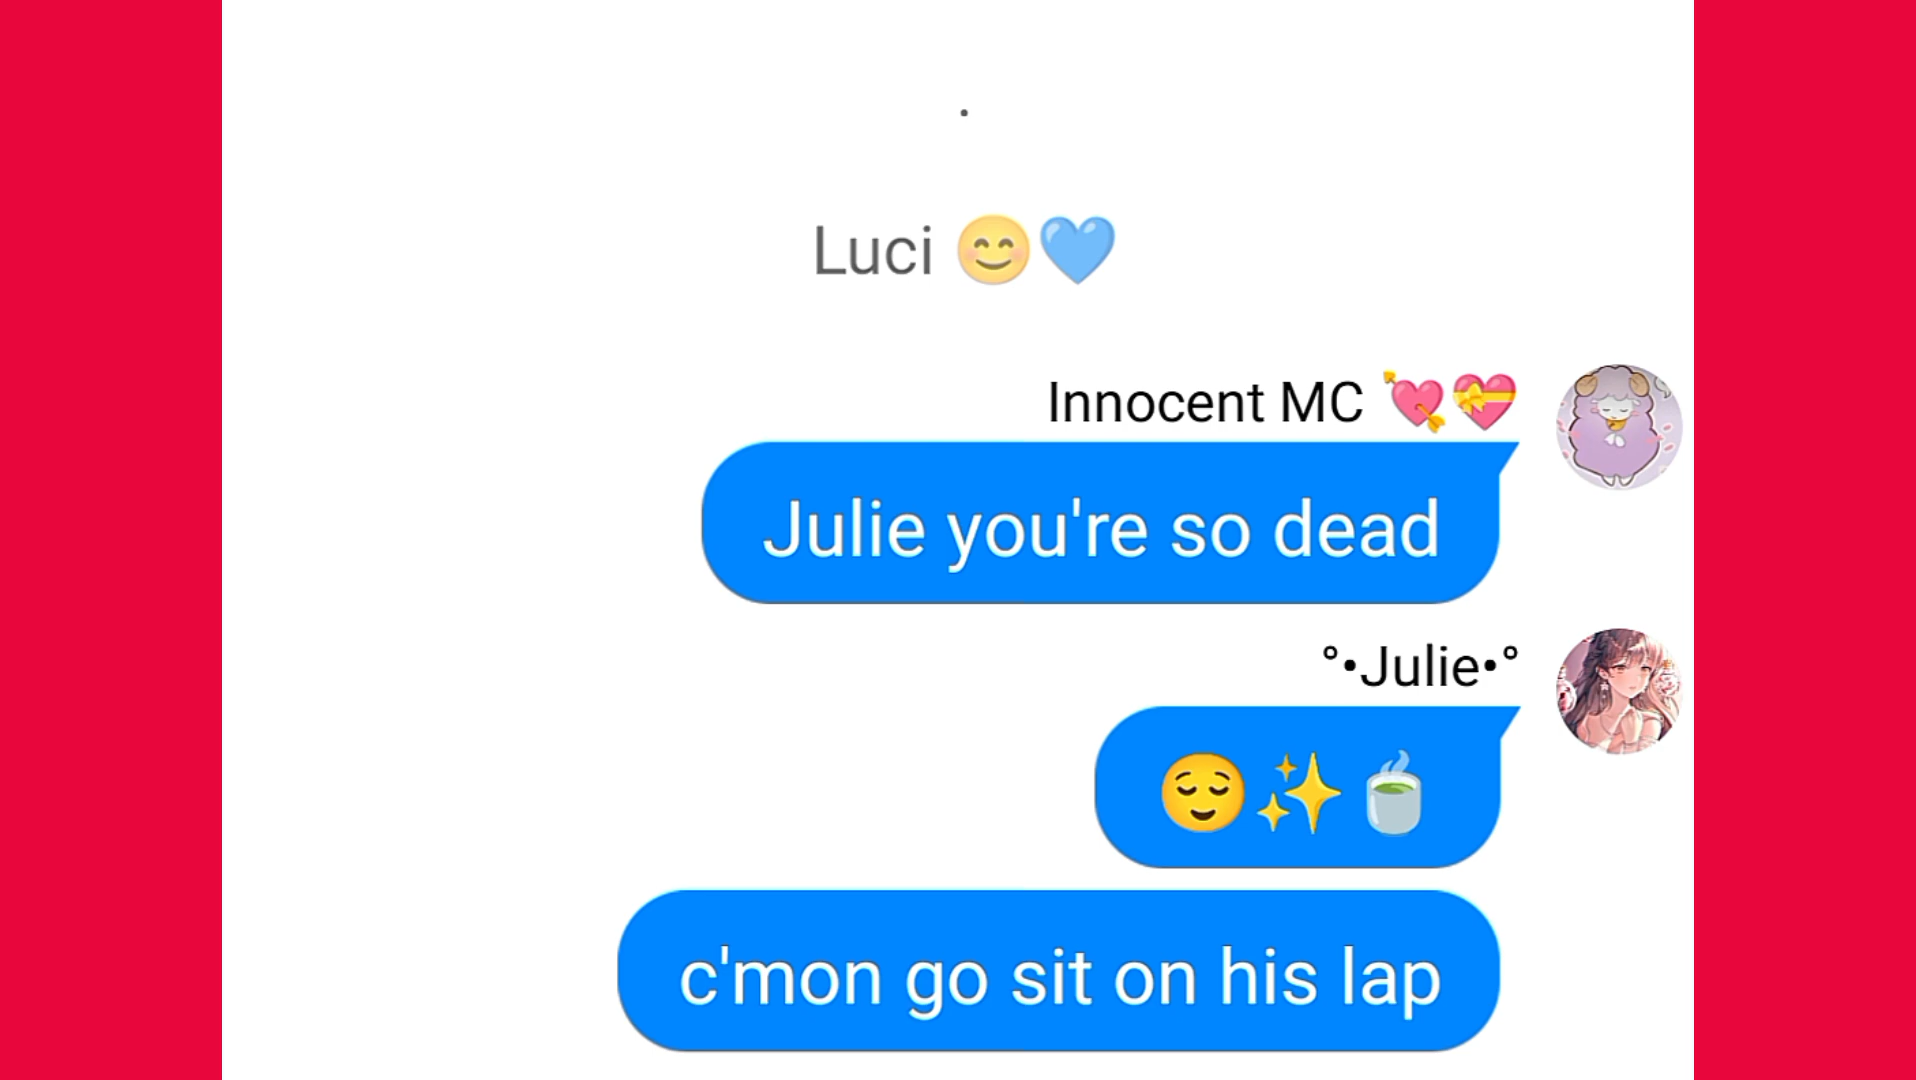 .
Luci 😊💙
Innocent MC 💘💝
Julie you're so dead
°•Julie•°
😌✨🍵
c'mon go sit on his lap